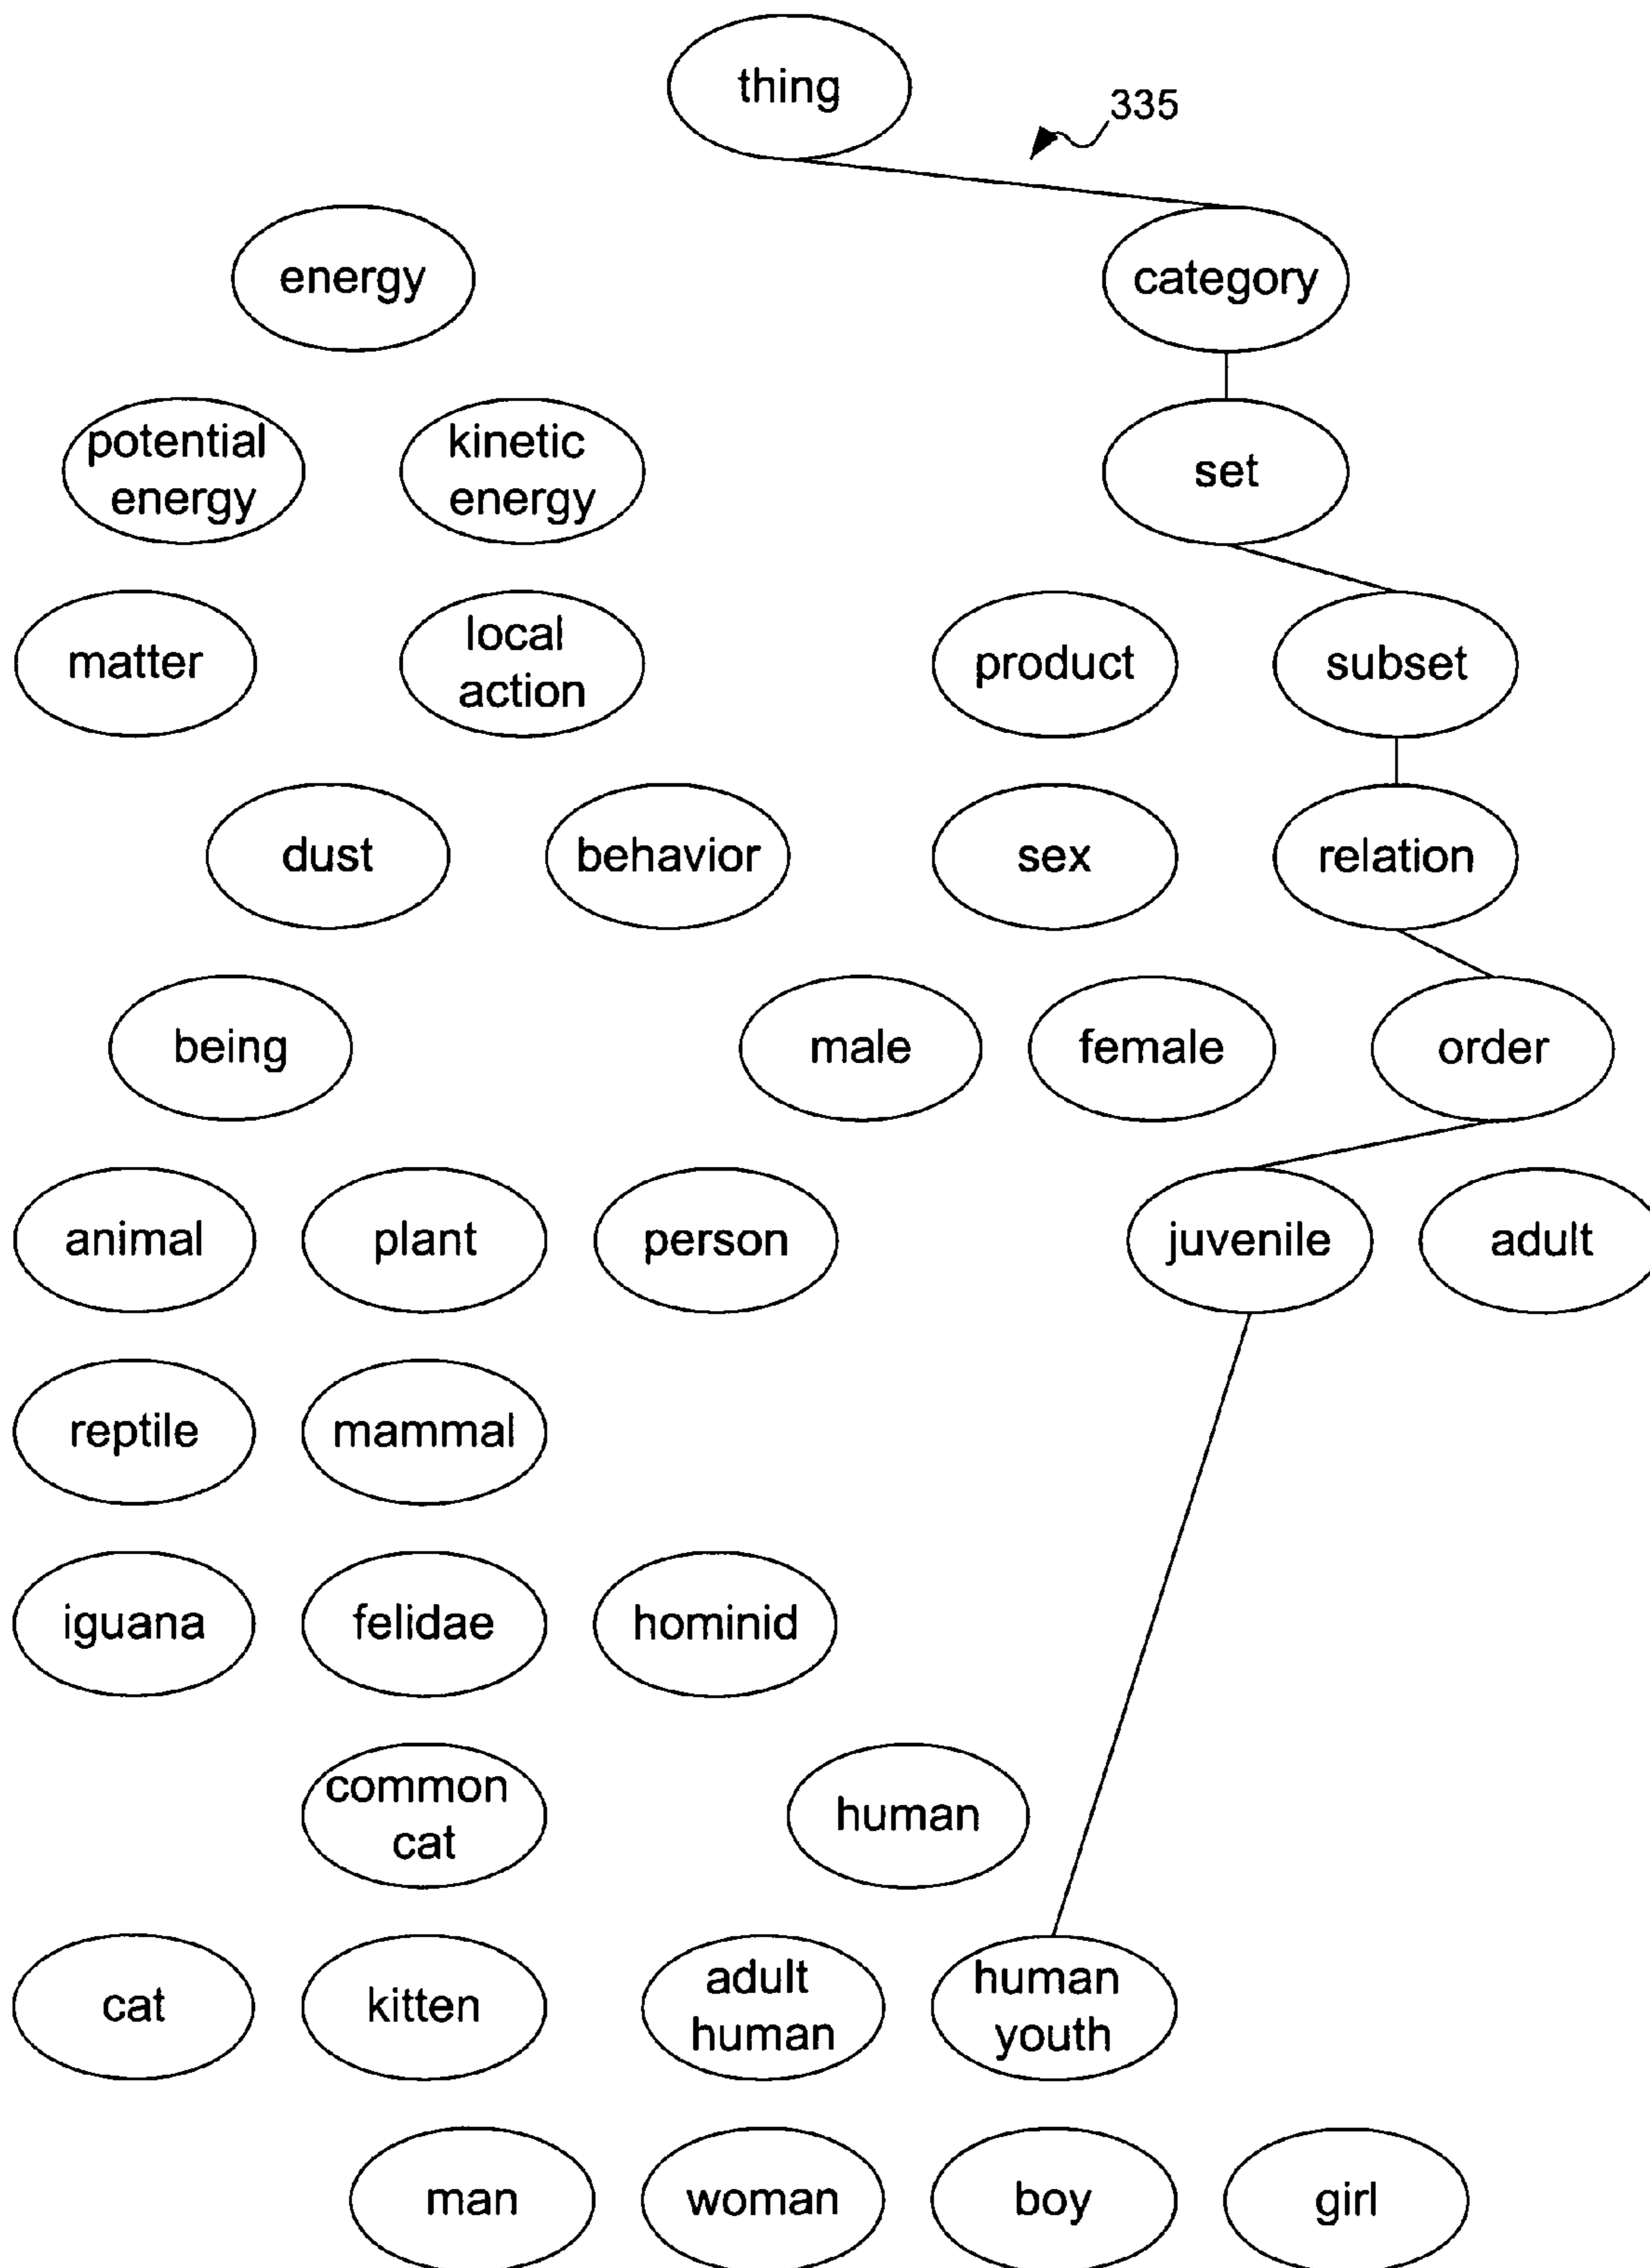 thing
335
energy
category
potential
energy
kinetic
energy
set
matter
local
action
product
subset
dust
behavior
sex
relation
being
male
female
order
animal
plant
person
juvenile
adult
reptile
mammal
iguana
felidae
hominid
common
cat
human
cat
kitten
adult
human
human
youth
man
woman
boy
girl